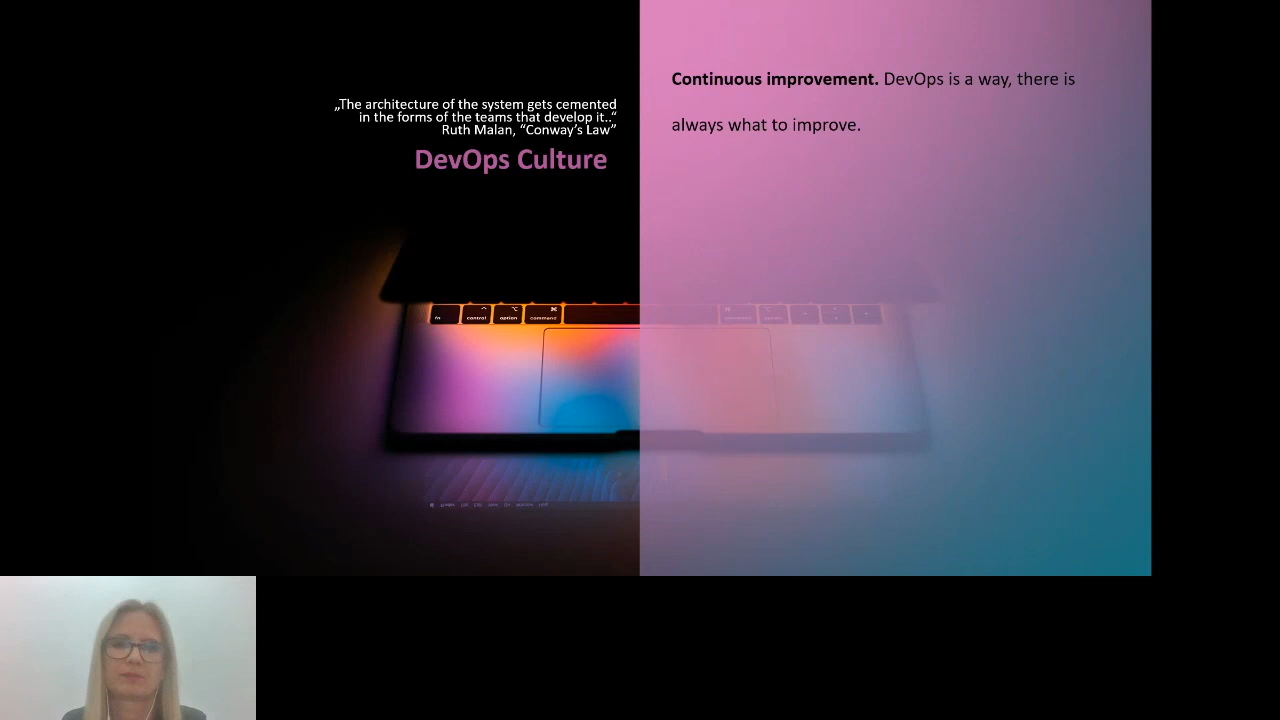 „The architecture of the system gets cemented
in the forms of the teams that develop it..“
Ruth Malan, “Conway’s Law”
DevOps Culture
Continuous improvement. DevOps is a way, there is
always what to improve.
fn
control
option
command